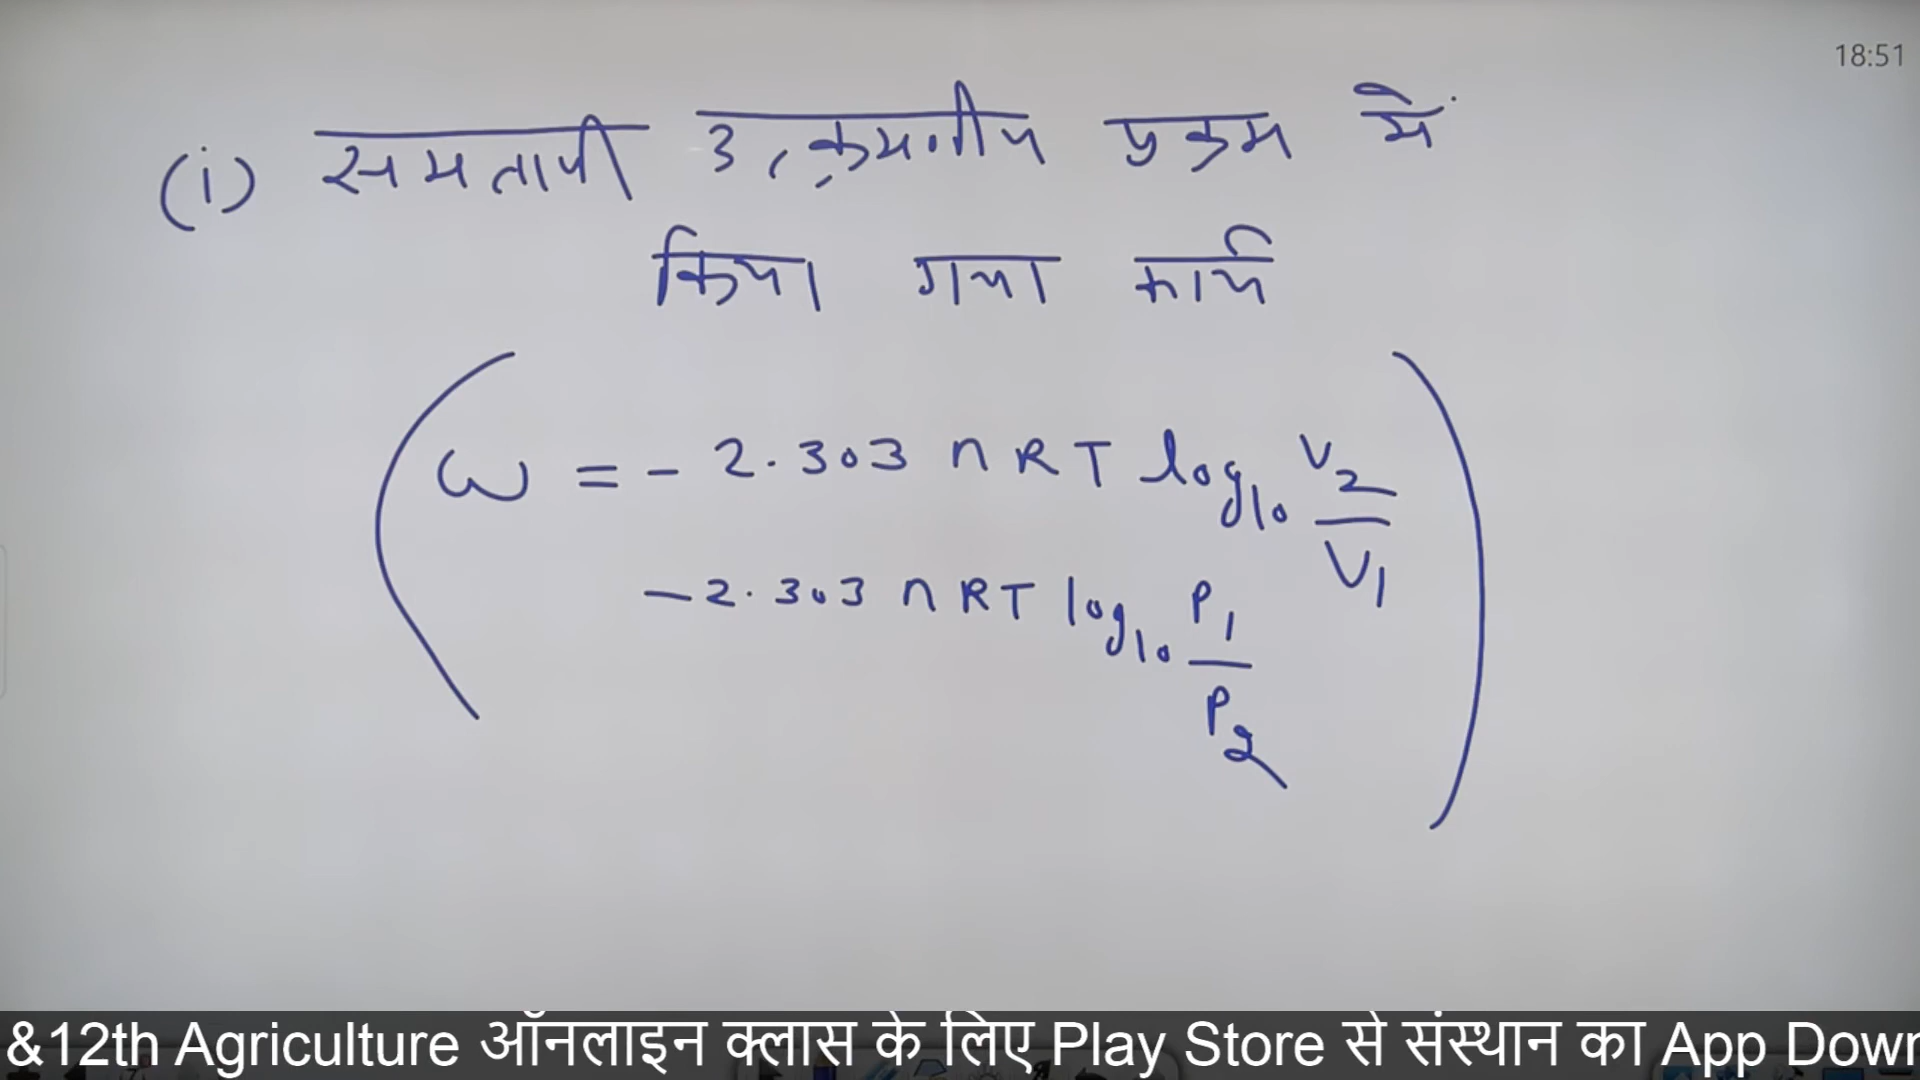 18:51
(i) समतापी उत्क्रमणीय प्रक्रम में
किया गया कार्य
W = - 2.303 nRT log₁₀ V₂/V₁
-2.303 nRT log₁₀ P₁/P₂
&12th Agriculture ऑनलाइन क्लास के लिए Play Store से संस्थान का App Down